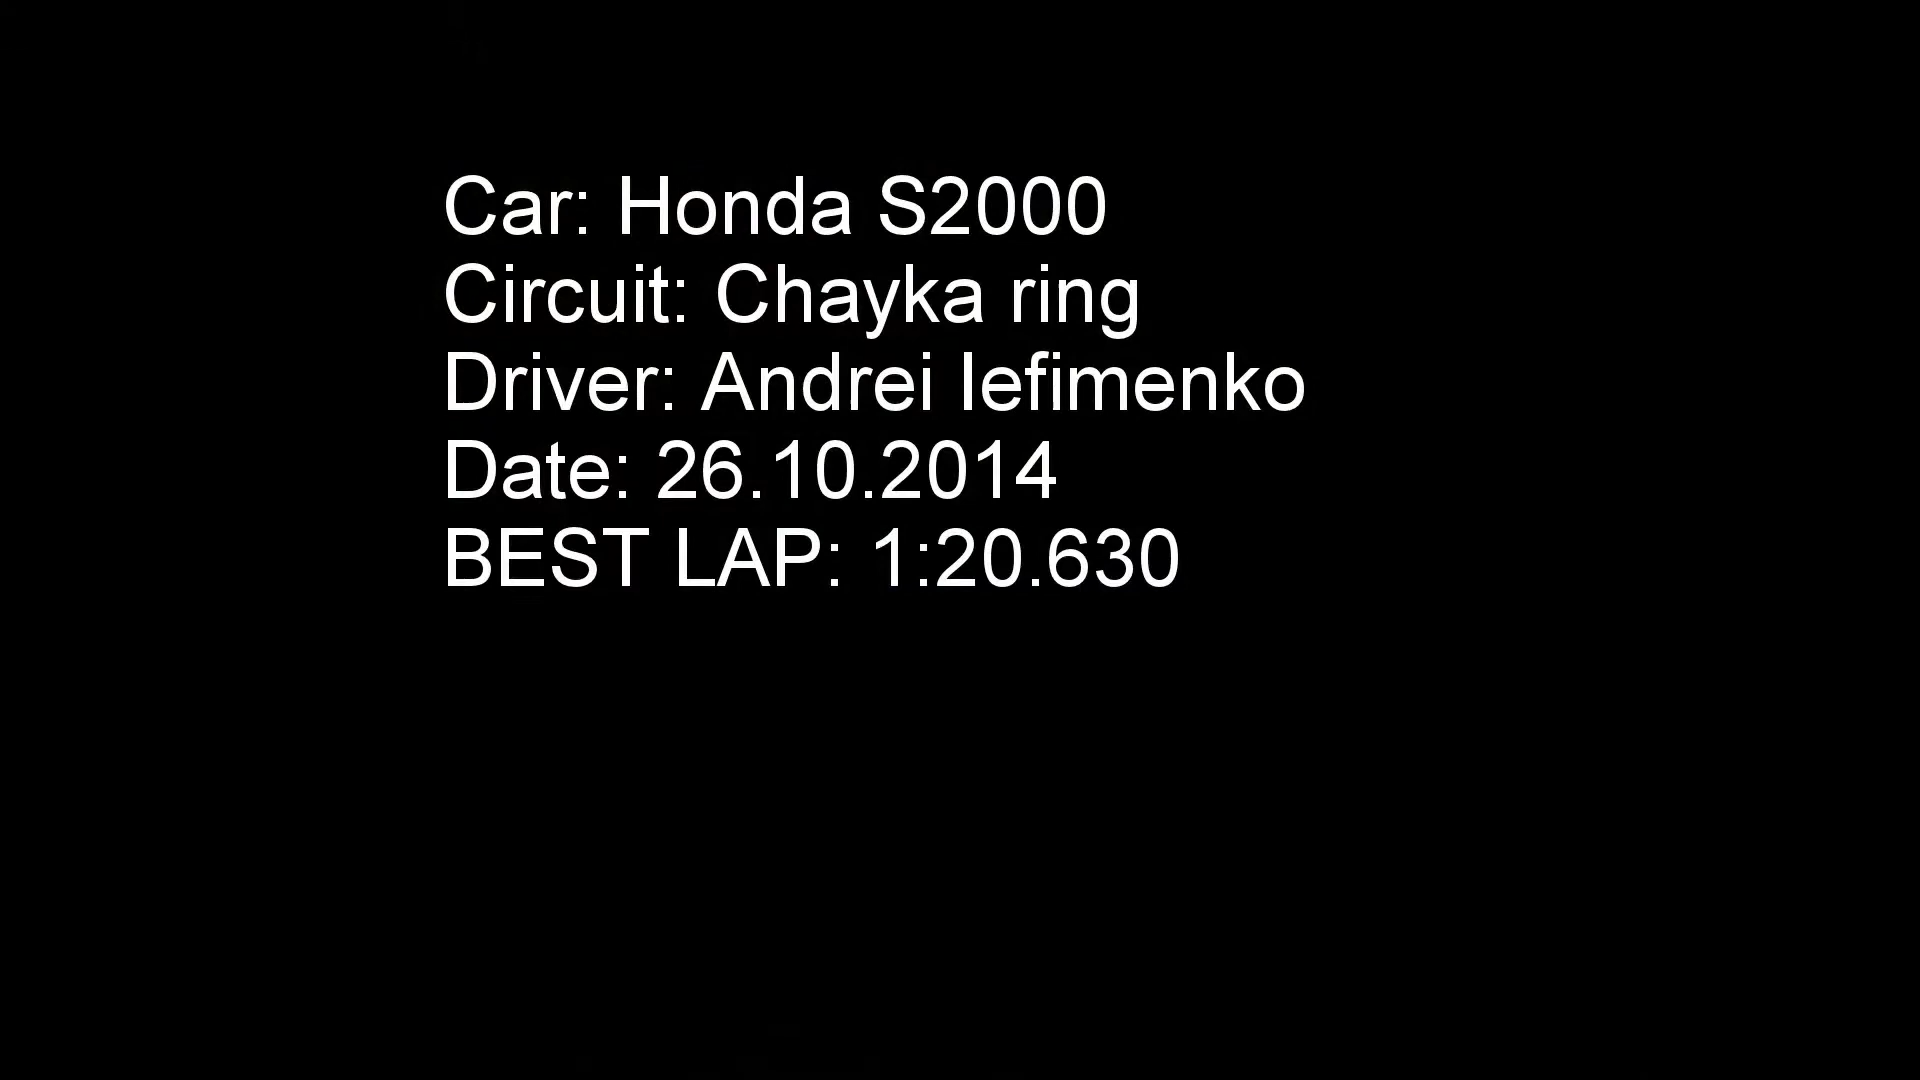 Car: Honda S2000
Circuit: Chayka ring
Driver: Andrei Iefimenko
Date: 26.10.2014
BEST LAP: 1:20.630